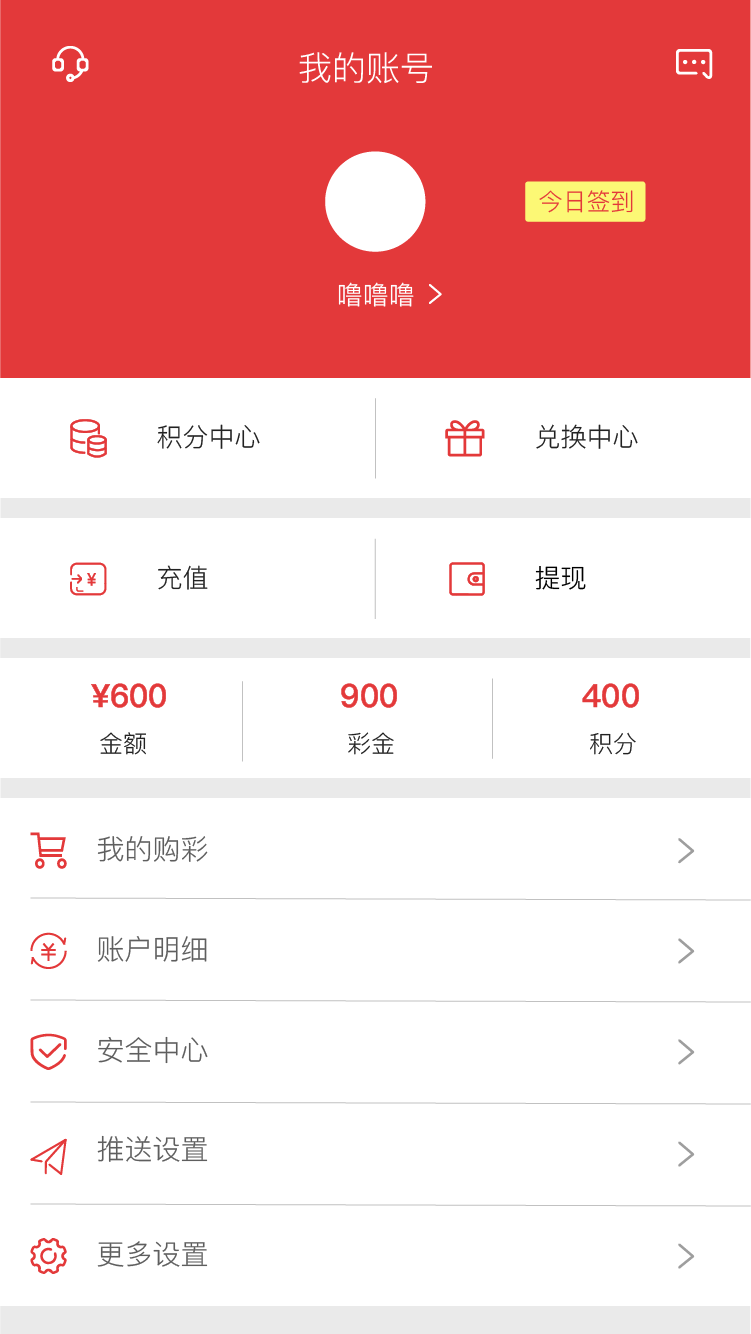 我的账号
今日签到
噜噜噜
积分中心
兑换中心
充值
提现
¥600
900
400
金额
彩金
积分
我的购彩
账户明细
安全中心
推送设置
更多设置